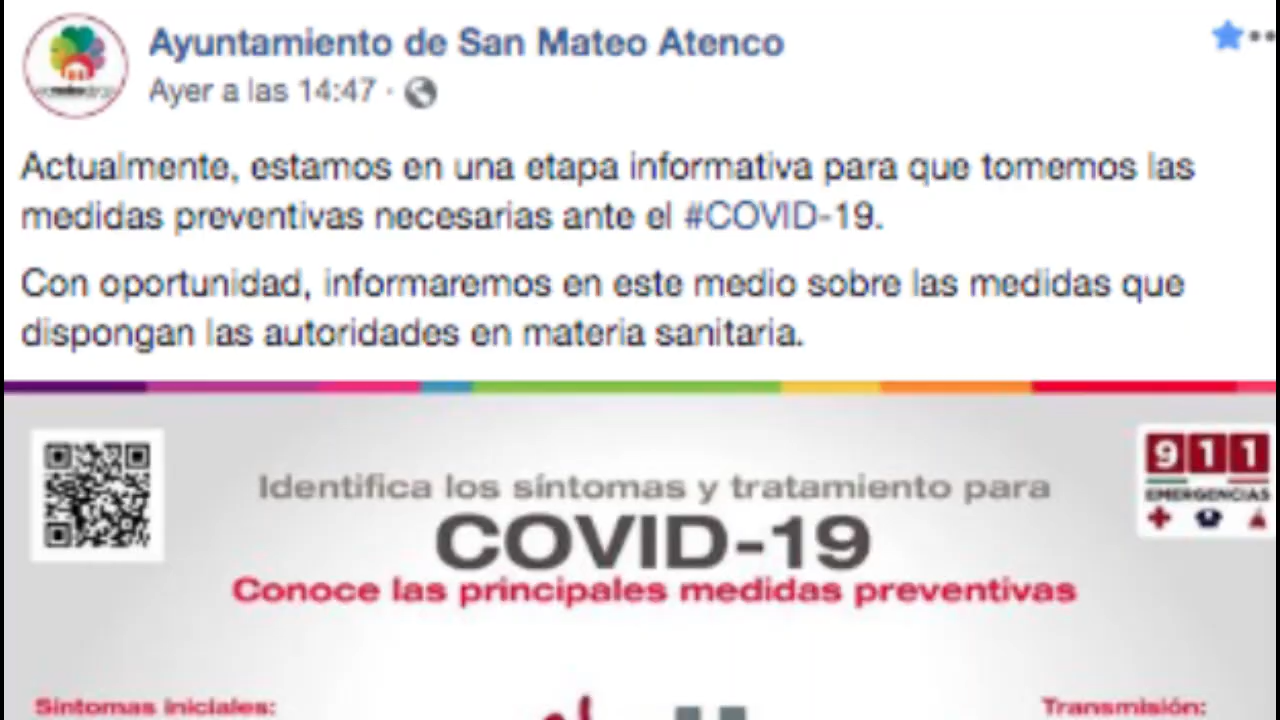 Ayuntamiento de San Mateo Atenco
Ayer a las 14:47 ·
Actualmente, estamos en una etapa informativa para que tomemos las
medidas preventivas necesarias ante el #COVID-19.
Con oportunidad, informaremos en este medio sobre las medidas que
dispongan las autoridades en materia sanitaria.
911
EMERGENCIAS
Identifica los síntomas y tratamiento para
COVID-19
Conoce las principales medidas preventivas
Síntomas iniciales:
Transmisión: